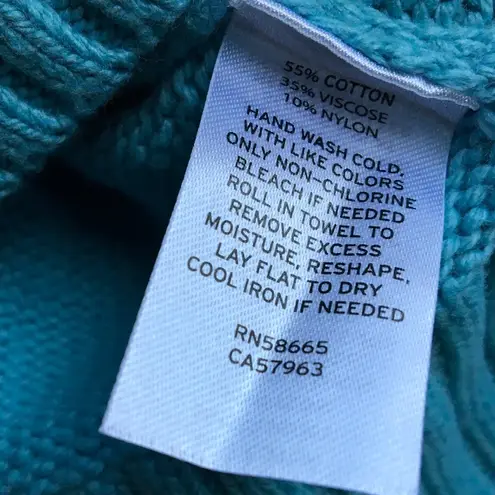 55% COTTON
35% VISCOSE
10% NYLON
HAND WASH COLD,
WITH LIKE COLORS
ONLY NON-CHLORINE
BLEACH IF NEEDED
ROLL IN TOWEL TO
REMOVE EXCESS
MOISTURE, RESHAPE,
LAY FLAT TO DRY
COOL IRON IF NEEDED
RN58665
CA57963